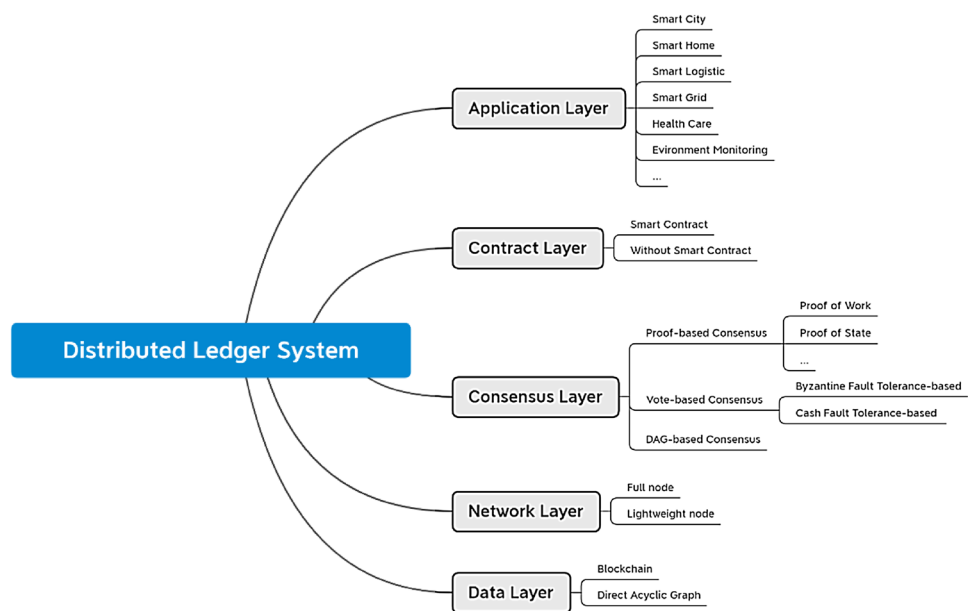 Distributed Ledger System
Application Layer
Smart City
Smart Home
Smart Logistic
Smart Grid
Health Care
Evironment Monitoring
...
Contract Layer
Smart Contract
Without Smart Contract
Consensus Layer
Proof-based Consensus
Proof of Work
Proof of State
...
Vote-based Consensus
Byzantine Fault Tolerance-based
Cash Fault Tolerance-based
DAG-based Consensus
Network Layer
Full node
Lightweight node
Data Layer
Blockchain
Direct Acyclic Graph